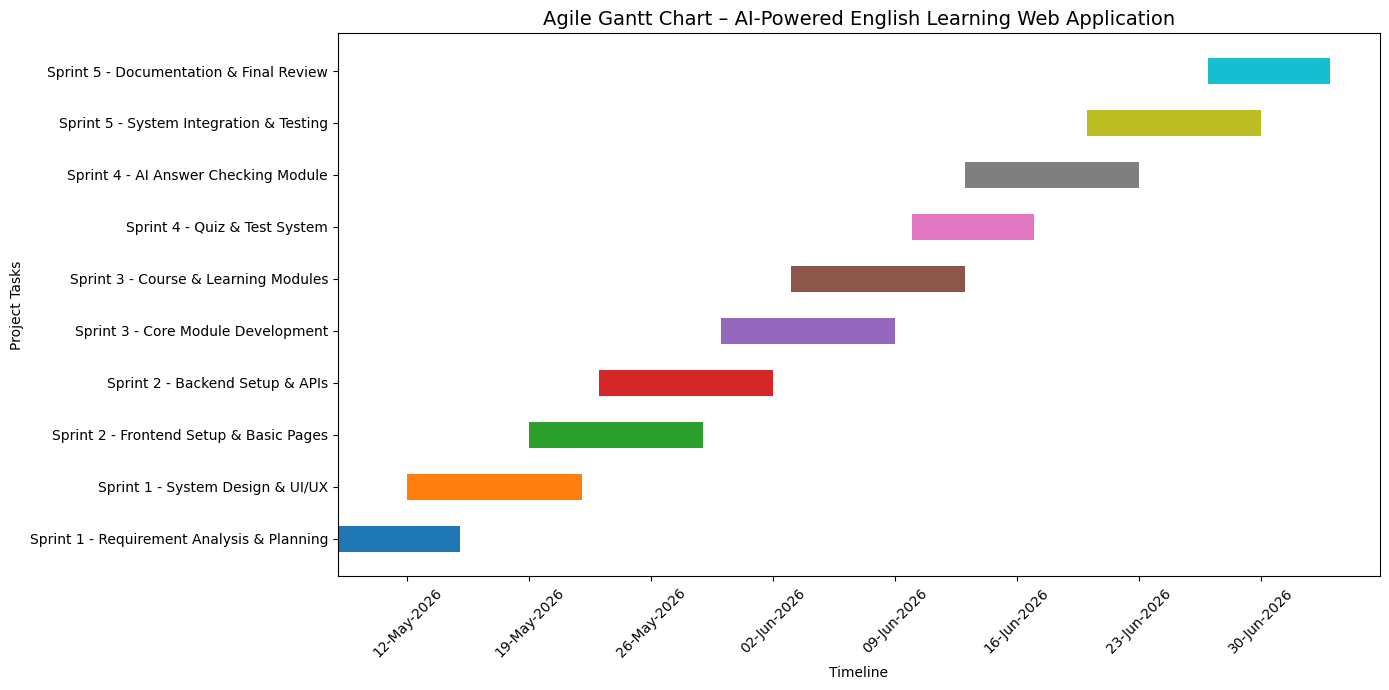 Agile Gantt Chart – AI-Powered English Learning Web Application
Project Tasks
Sprint 5 - Documentation & Final Review
Sprint 5 - System Integration & Testing
Sprint 4 - AI Answer Checking Module
Sprint 4 - Quiz & Test System
Sprint 3 - Course & Learning Modules
Sprint 3 - Core Module Development
Sprint 2 - Backend Setup & APIs
Sprint 2 - Frontend Setup & Basic Pages
Sprint 1 - System Design & UI/UX
Sprint 1 - Requirement Analysis & Planning
12-May-2026
19-May-2026
26-May-2026
02-Jun-2026
09-Jun-2026
16-Jun-2026
23-Jun-2026
30-Jun-2026
Timeline